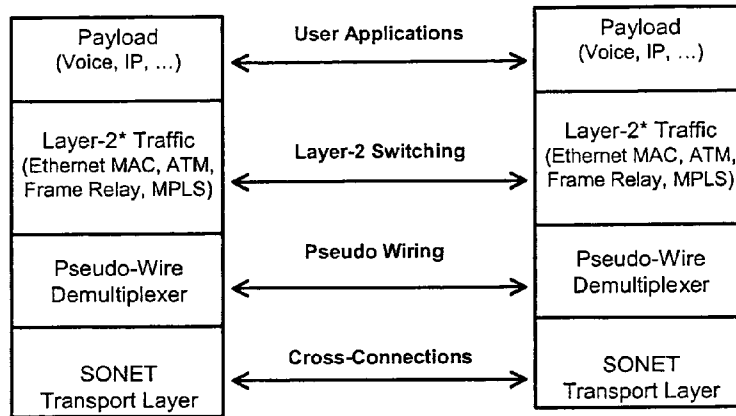 Payload
(Voice, IP, ...)
User Applications
Payload
(Voice, IP, ...)
Layer-2* Traffic
(Ethernet MAC, ATM,
Frame Relay, MPLS)
Layer-2 Switching
Layer-2* Traffic
(Ethernet MAC, ATM,
Frame Relay, MPLS)
Pseudo-Wire
Demultiplexer
Pseudo Wiring
Pseudo-Wire
Demultiplexer
SONET
Transport Layer
Cross-Connections
SONET
Transport Layer